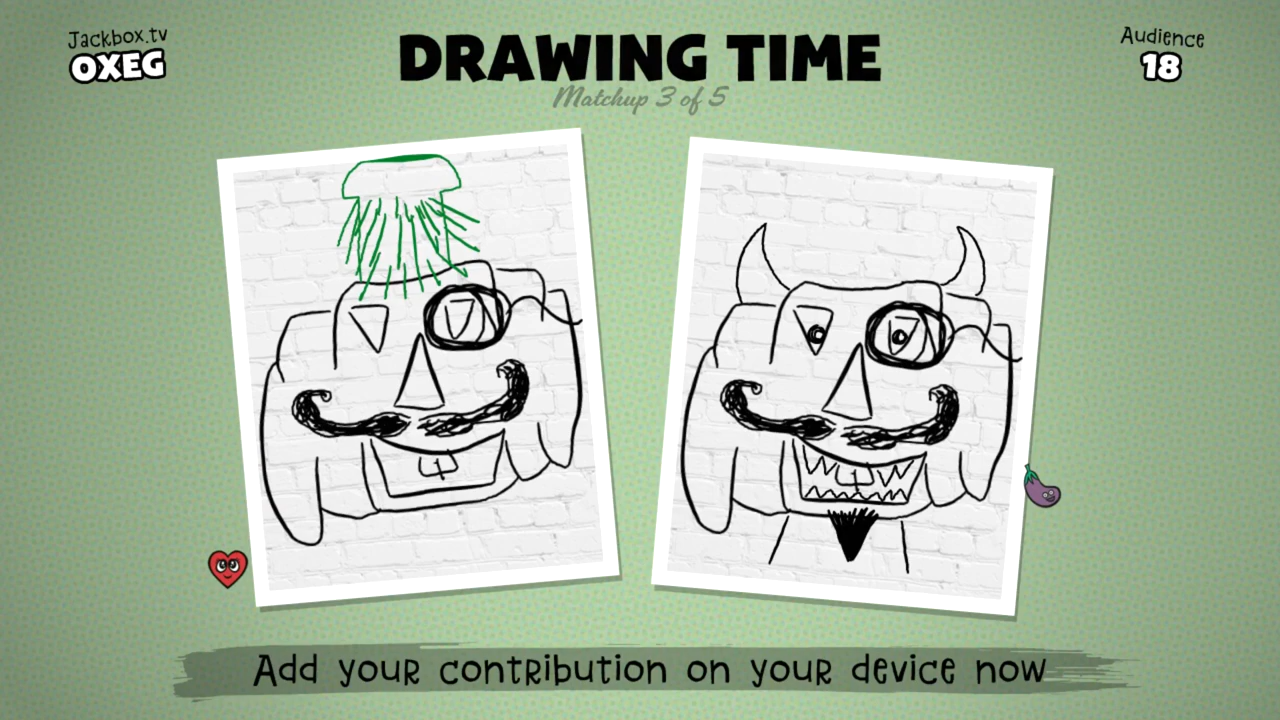 Jackbox.tv
OXEG
DRAWING TIME
Matchup 3 of 5
Audience
18
Add your contribution on your device now